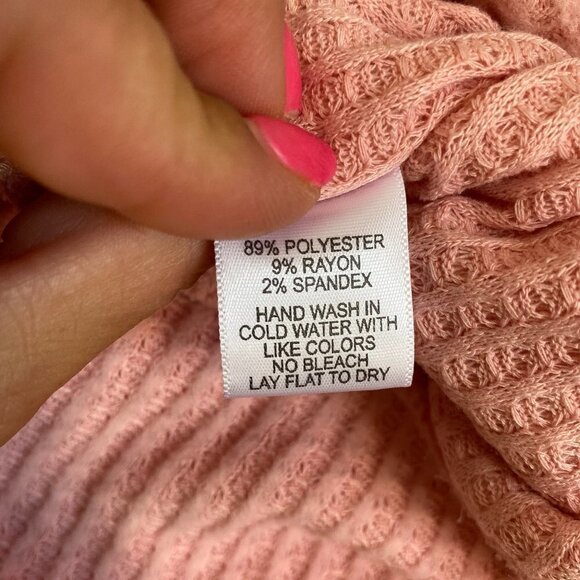 89% POLYESTER
9% RAYON
2% SPANDEX
HAND WASH IN
COLD WATER WITH
LIKE COLORS
NO BLEACH
LAY FLAT TO DRY